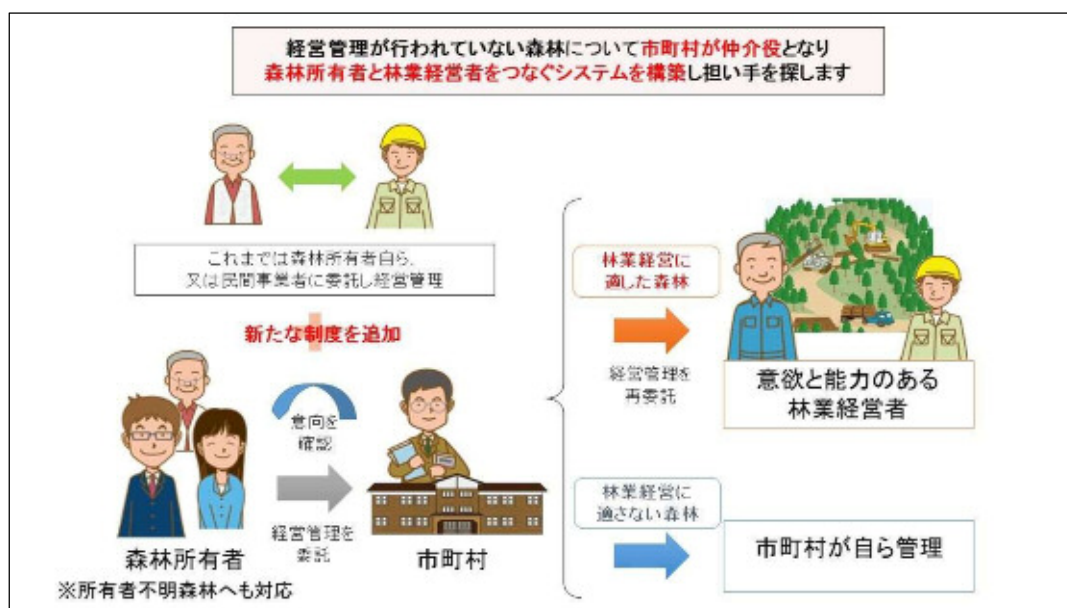 経営管理が行われていない森林について市町村が仲介役となり
森林所有者と林業経営者をつなぐシステムを構築し担い手を探します
これまでは森林所有者自ら、
又は民間事業者に委託し経営管理
新たな制度を追加
意向を
確認
経営管理を
委託
森林所有者
※所有者不明森林へも対応
市町村
林業経営に
適した森林
経営管理を
再委託
意欲と能力のある
林業経営者
林業経営に
適さない森林
市町村が自ら管理